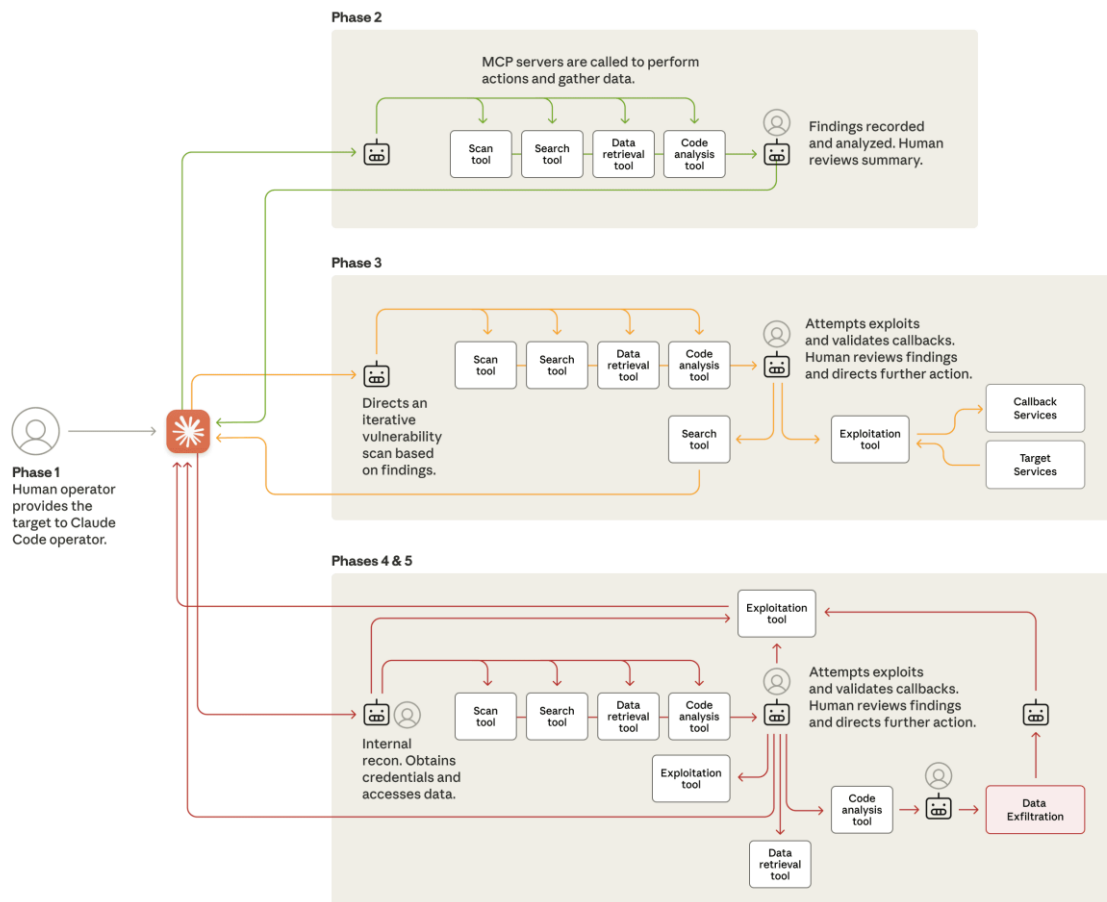 Phase 2
MCP servers are called to perform
actions and gather data.
Scan
tool
Search
tool
Data
retrieval
tool
Code
analysis
tool
Findings recorded
and analyzed. Human
reviews summary.
Phase 3
Scan
tool
Search
tool
Data
retrieval
tool
Code
analysis
tool
Attempts exploits
and validates callbacks.
Human reviews findings
and directs further action.
Directs an
iterative
vulnerability
scan based
on findings.
Search
tool
Exploitation
tool
Callback
Services
Target
Services
Phase 1
Human operator
provides the
target to Claude
Code operator.
Phases 4 & 5
Exploitation
tool
Scan
tool
Search
tool
Data
retrieval
tool
Code
analysis
tool
Attempts exploits
and validates callbacks.
Human reviews findings
and directs further action.
Internal
recon. Obtains
credentials and
accesses data.
Exploitation
tool
Code
analysis
tool
Data
Exfiltration
Data
retrieval
tool